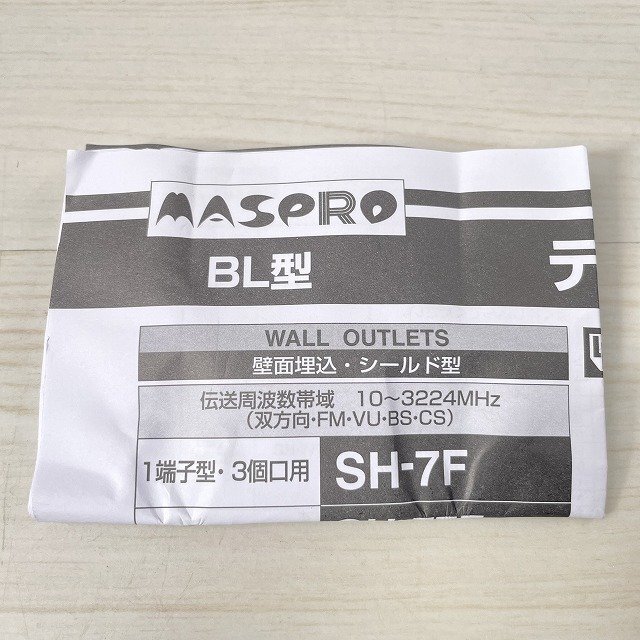 MASPRO
BL型
テ
WALL OUTLETS
壁面埋込・シールド型
伝送周波数帯域 10～3224MHz
(双方向・FM・VU・BS・CS)
1端子型・3個口用
SH-7F